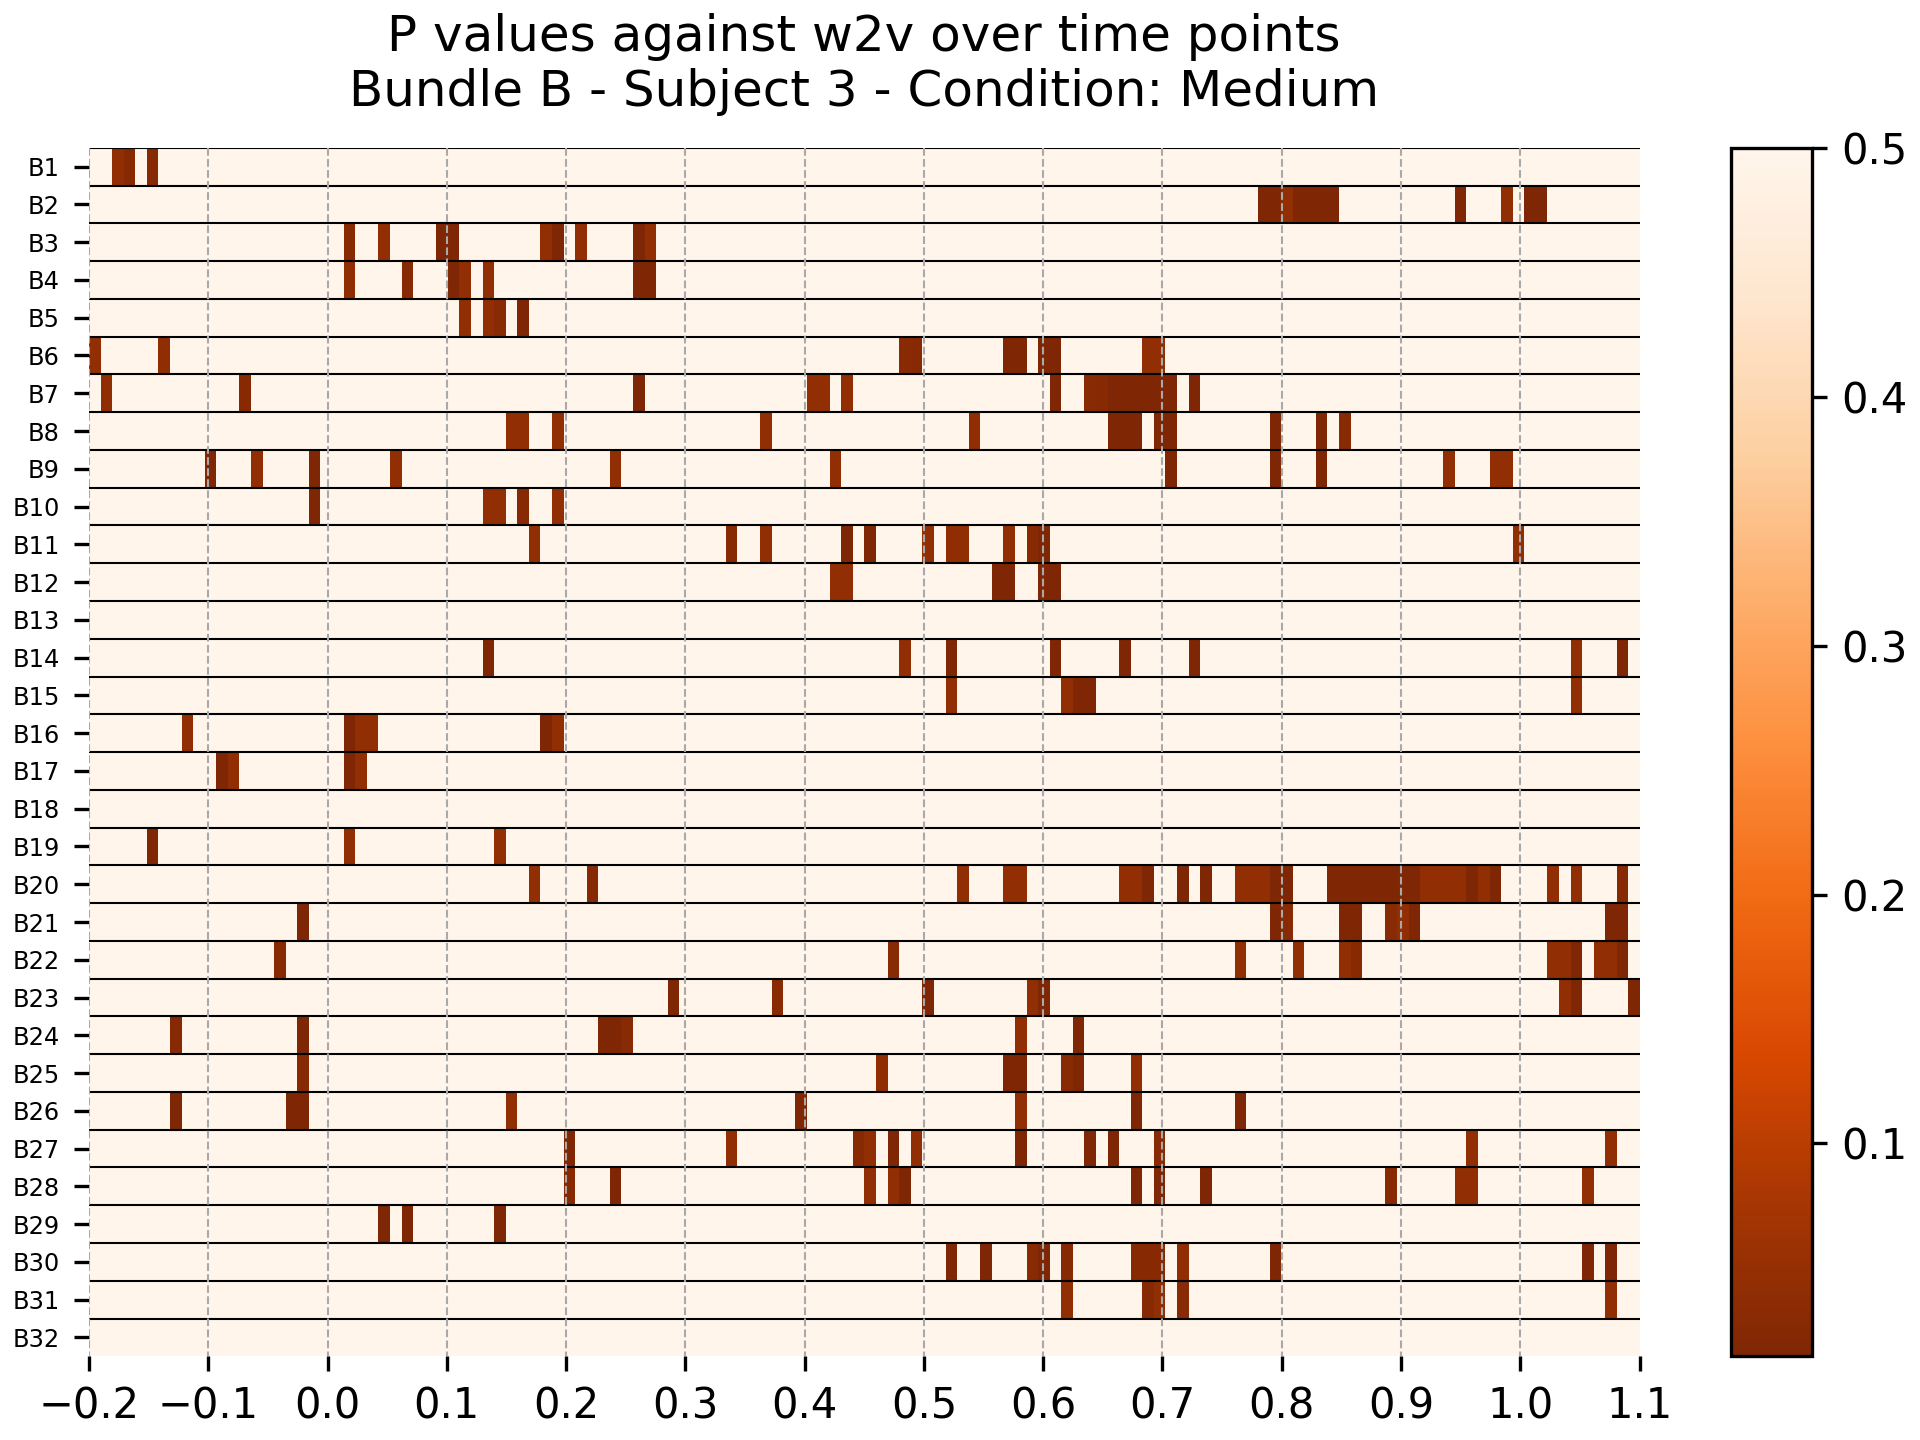 P values against w2v over time points
Bundle B - Subject 3 - Condition: Medium
B1
B2
B3
B4
B5
B6
B7
B8
B9
B10
B11
B12
B13
B14
B15
B16
B17
B18
B19
B20
B21
B22
B23
B24
B25
B26
B27
B28
B29
B30
B31
B32
−0.2 −0.1 0.0 0.1 0.2 0.3 0.4 0.5 0.6 0.7 0.8 0.9 1.0 1.1
0.5
0.4
0.3
0.2
0.1